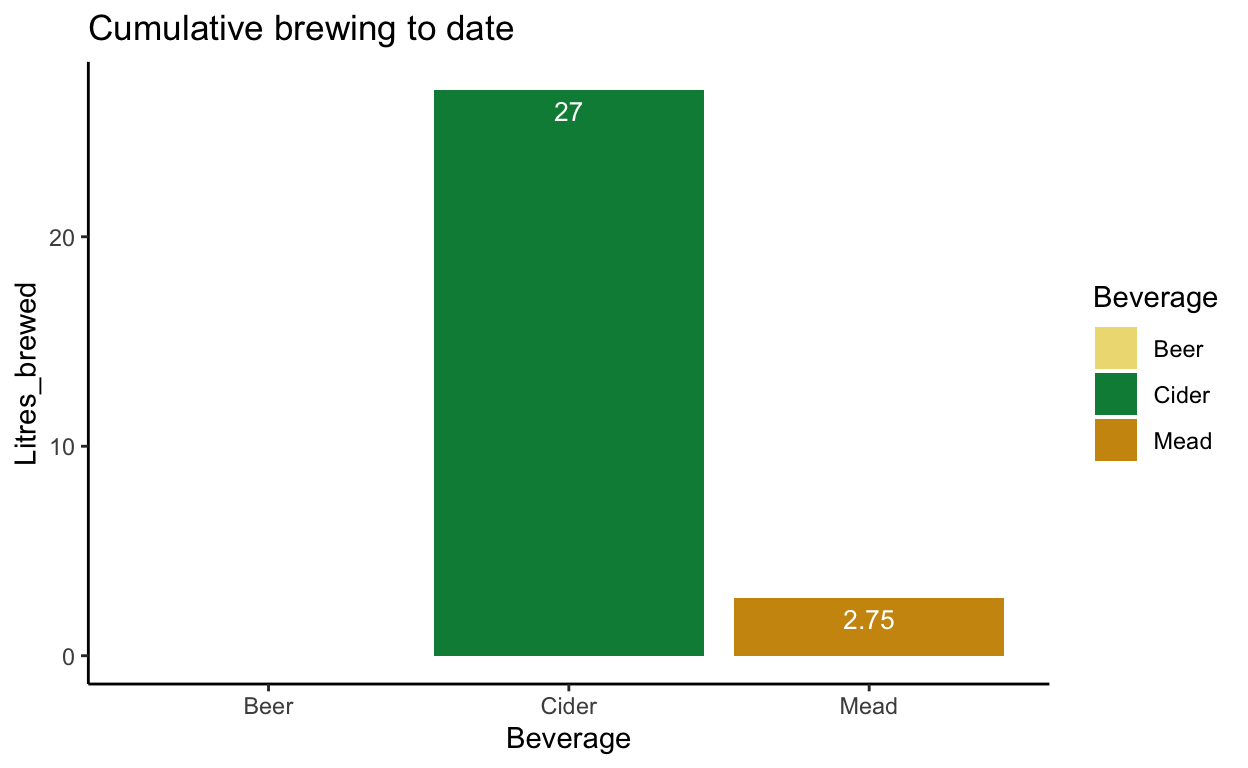 Cumulative brewing to date
27
20
10
0
2.75
Litres_brewed
Beer
Cider
Mead
Beverage
Beverage
Beer
Cider
Mead